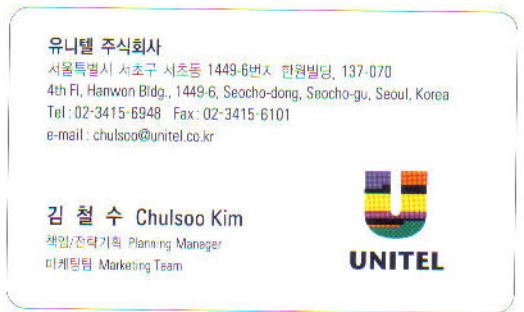 유니텔 주식회사
서울특별시 서초구 서초동 1449-6번지 한원빌딩, 137-070
4th Fl, Hanwon Bldg., 1449-6, Seocho-dong, Seocho-gu, Seoul, Korea
Tel : 02-3415-6948 Fax : 02-3415-6101
e-mail : chulsoo@unitel.co.kr
김 철 수 Chulsoo Kim
책임/전략기획 Planning Manager
마케팅팀 Marketing Team
UNITEL